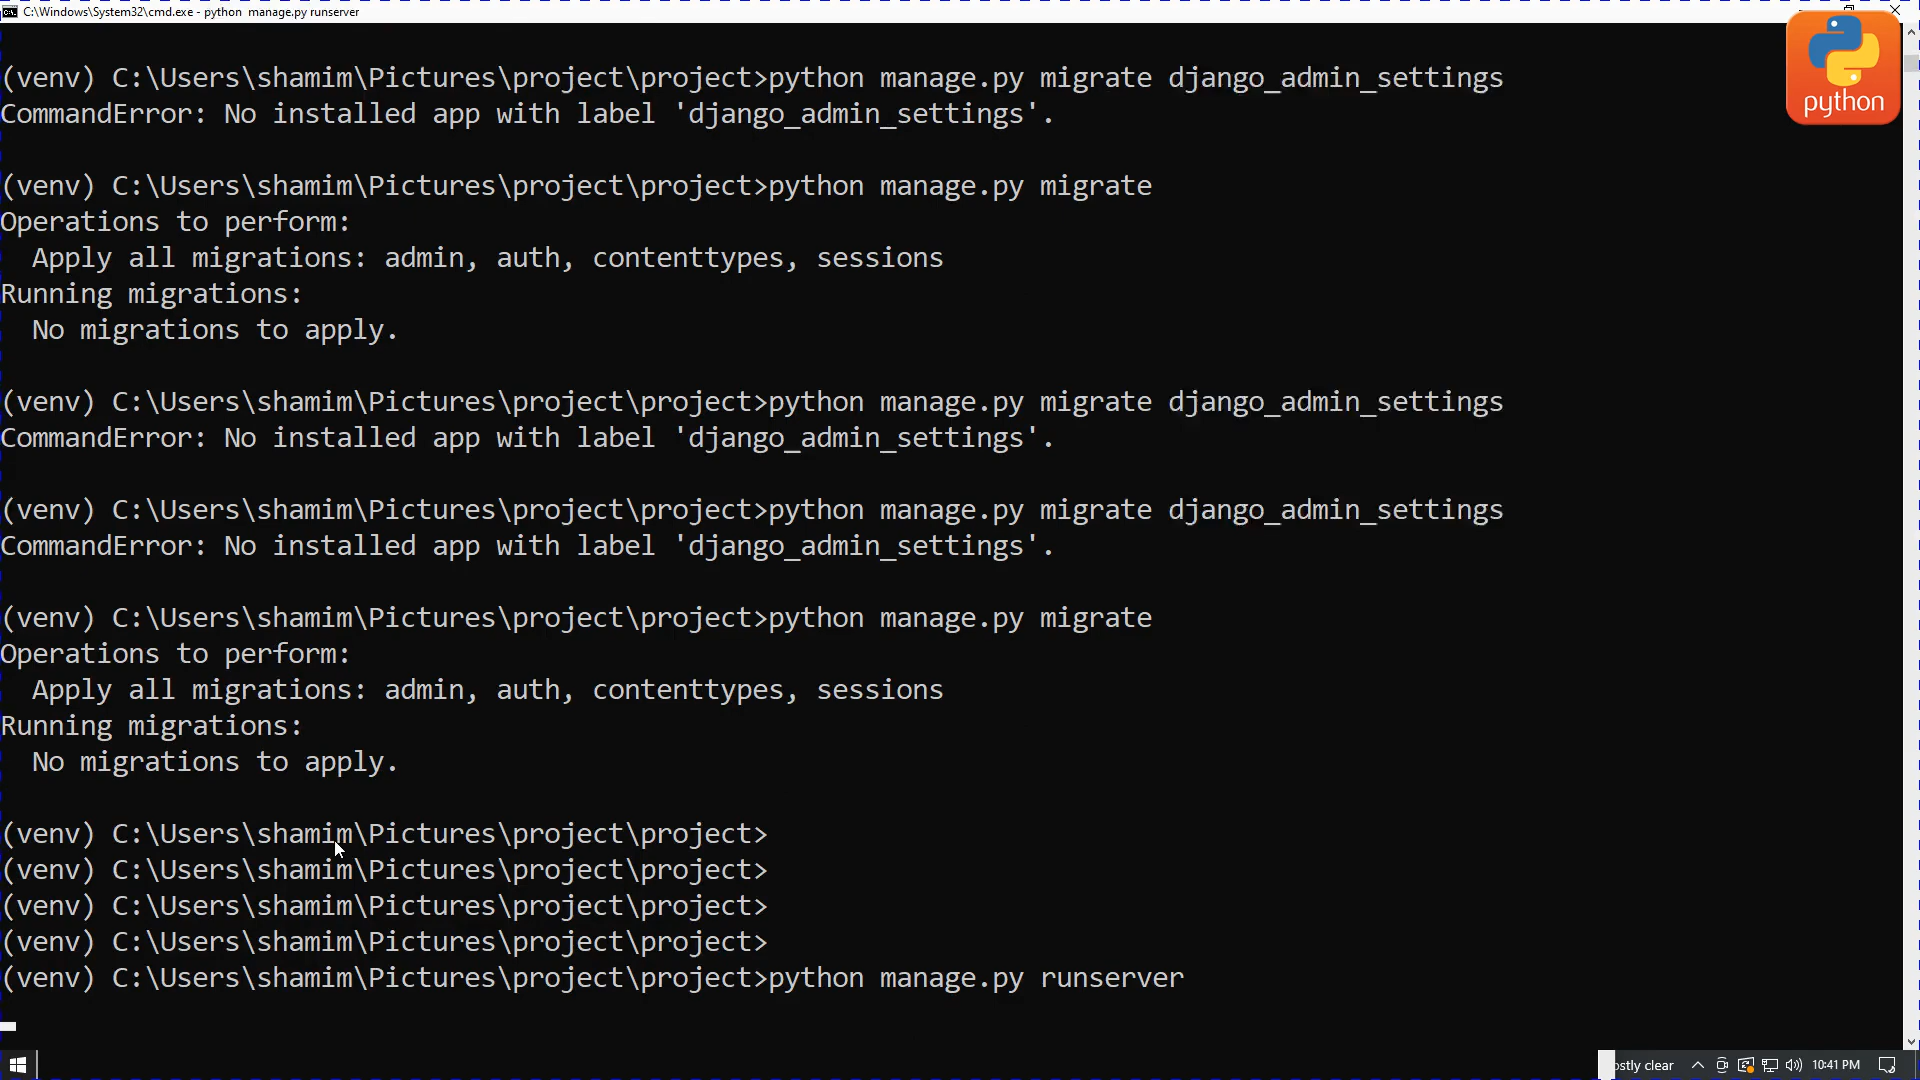 C:\Windows\System32\cmd.exe - python  manage.py runserver
python
(venv) C:\Users\shamim\Pictures\project\project>python manage.py migrate django_admin_settings
CommandError: No installed app with label 'django_admin_settings'.
(venv) C:\Users\shamim\Pictures\project\project>python manage.py migrate
Operations to perform:
  Apply all migrations: admin, auth, contenttypes, sessions
Running migrations:
  No migrations to apply.
(venv) C:\Users\shamim\Pictures\project\project>python manage.py migrate django_admin_settings
CommandError: No installed app with label 'django_admin_settings'.
(venv) C:\Users\shamim\Pictures\project\project>python manage.py migrate django_admin_settings
CommandError: No installed app with label 'django_admin_settings'.
(venv) C:\Users\shamim\Pictures\project\project>python manage.py migrate
Operations to perform:
  Apply all migrations: admin, auth, contenttypes, sessions
Running migrations:
  No migrations to apply.
(venv) C:\Users\shamim\Pictures\project\project>
(venv) C:\Users\shamim\Pictures\project\project>
(venv) C:\Users\shamim\Pictures\project\project>
(venv) C:\Users\shamim\Pictures\project\project>
(venv) C:\Users\shamim\Pictures\project\project>python manage.py runserver
ostly clear
10:41 PM